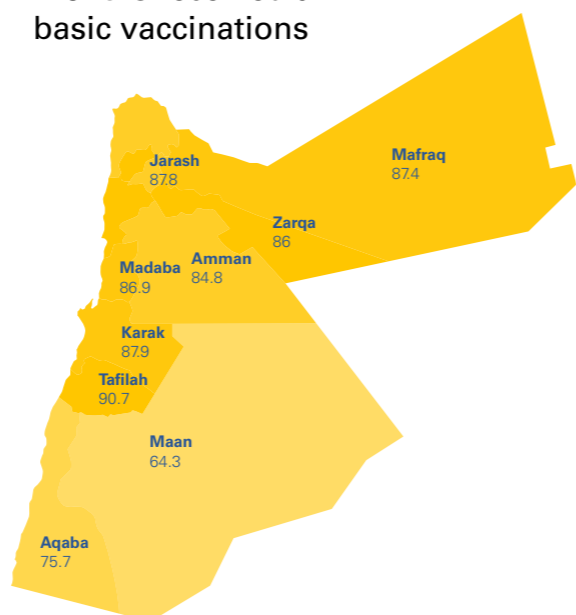 basic vaccinations
Jarash
87.8
Mafraq
87.4
Zarqa
86
Amman
84.8
Madaba
86.9
Karak
87.9
Tafilah
90.7
Maan
64.3
Aqaba
75.7